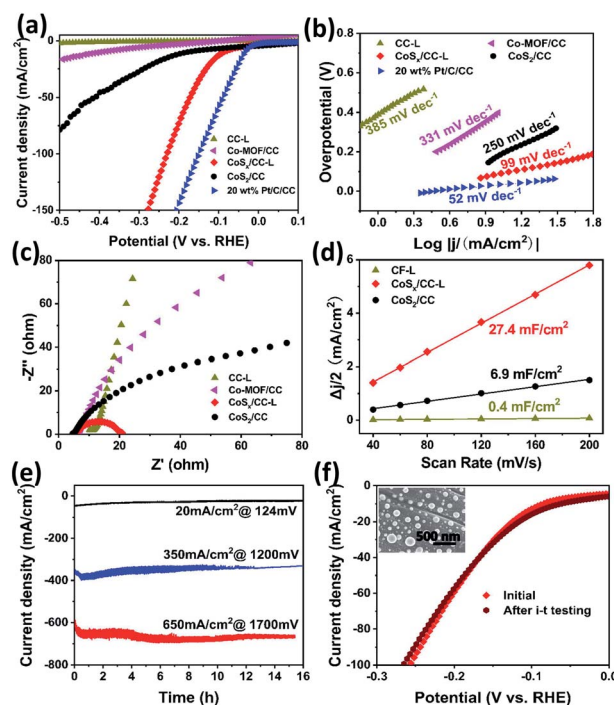 (a)
0
-50
-100
-150
-0.5 -0.4 -0.3 -0.2 -0.1 0.0 0.1
Current density (mA/cm²)
Potential (V vs. RHE)
CC-L
Co-MOF/CC
CoSₓ/CC-L
CoS₂/CC
20 wt% Pt/C/CC
(b)
CC-L
Co-MOF/CC
CoSₓ/CC-L
CoS₂/CC
20 wt% Pt/C/CC
0.8
0.6
0.4
0.2
0.0
385 mV dec⁻¹
331 mV dec⁻¹
250 mV dec⁻¹
99 mV dec⁻¹
52 mV dec⁻¹
0.0 0.3 0.6 0.9 1.2 1.5 1.8
Overpotential (V)
Log |j/(mA/cm²)|
(c)
80
60
40
20
0
0 20 40 60 80
-Z'' (ohm)
Z' (ohm)
CC-L
Co-MOF/CC
CoSₓ/CC-L
CoS₂/CC
(d)
CF-L
CoSₓ/CC-L
CoS₂/CC
6
4
2
0
27.4 mF/cm²
6.9 mF/cm²
0.4 mF/cm²
40 80 120 160 200
Δj/2 (mA/cm²)
Scan Rate (mV/s)
(e)
0
-200
-400
-600
-800
20mA/cm²@ 124mV
350mA/cm²@ 1200mV
650mA/cm²@ 1700mV
0 2 4 6 8 10 12 14 16
Current density (mA/cm²)
Time (h)
(f)
0
-20
-40
-60
-80
-100
500 nm
Initial
After i-t testing
-0.3 -0.2 -0.1 0.0
Current density (mA/cm²)
Potential (V vs. RHE)